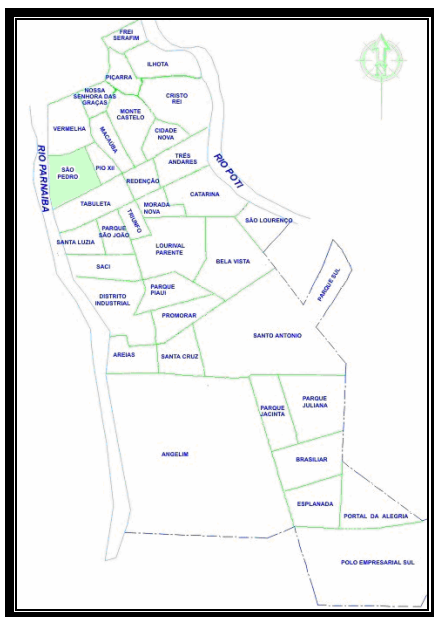 FREI
SERAFIM
ILHOTA
PIÇARRA
NOSSA
SENHORA DAS
GRAÇAS
CRISTO
REI
MONTE
CASTELO
VERMELHA
MACAÚBA
CIDADE
NOVA
RIO PARNAIBA
TRÊS
ANDARES
RIO POTI
SÃO
PEDRO
PIO XII
REDENÇÃO
CATARINA
TABULETA
MORADA
NOVA
TRIUNFO
SÃO LOURENÇO
PARQUE
SÃO JOÃO
SANTA LUZIA
LOURIVAL
PARENTE
BELA VISTA
SACI
PARQUE SUL
PARQUE
PIAUI
DISTRITO
INDUSTRIAL
PROMORAR
SANTO ANTONIO
AREIAS
SANTA CRUZ
PARQUE
JULIANA
PARQUE
JACINTA
ANGELIM
BRASILIAR
ESPLANADA
PORTAL DA ALEGRIA
POLO EMPRESARIAL SUL